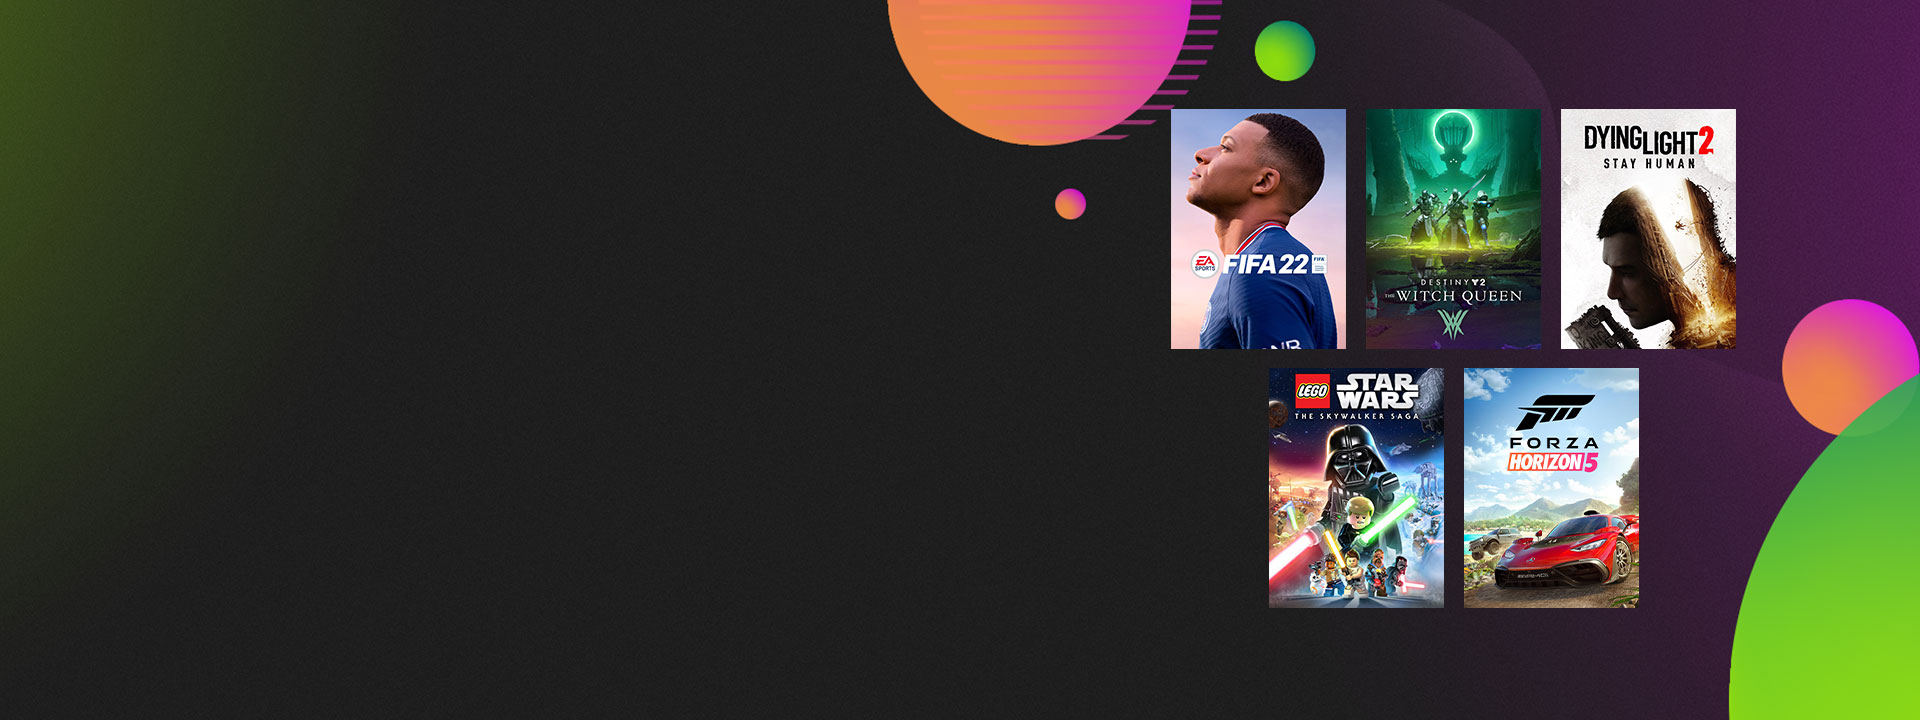 EA
SPORTS
FIFA 22
FIFA
DESTINY 2
THE WITCH QUEEN
DYING LIGHT 2
STAY HUMAN
LEGO
STAR
WARS
THE SKYWALKER SAGA
FORZA
HORIZON 5